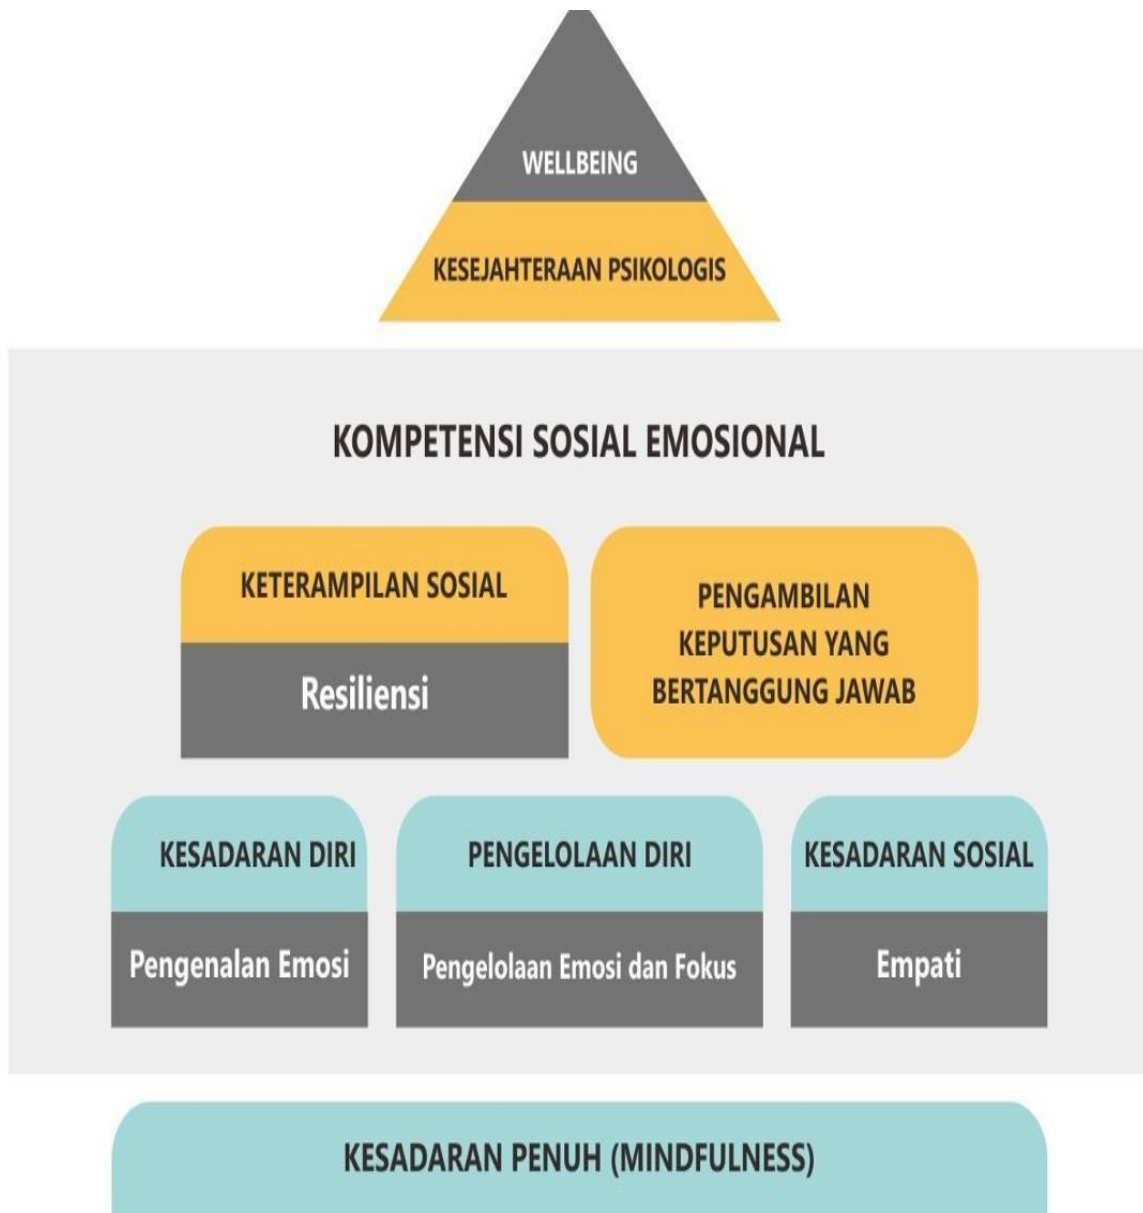 WELLBEING
KESEJAHTERAAN PSIKOLOGIS
KOMPETENSI SOSIAL EMOSIONAL
KETERAMPILAN SOSIAL
Resiliensi
PENGAMBILAN
KEPUTUSAN YANG
BERTANGGUNG JAWAB
KESADARAN DIRI
Pengenalan Emosi
PENGELOLAAN DIRI
Pengelolaan Emosi dan Fokus
KESADARAN SOSIAL
Empati
KESADARAN PENUH (MINDFULNESS)